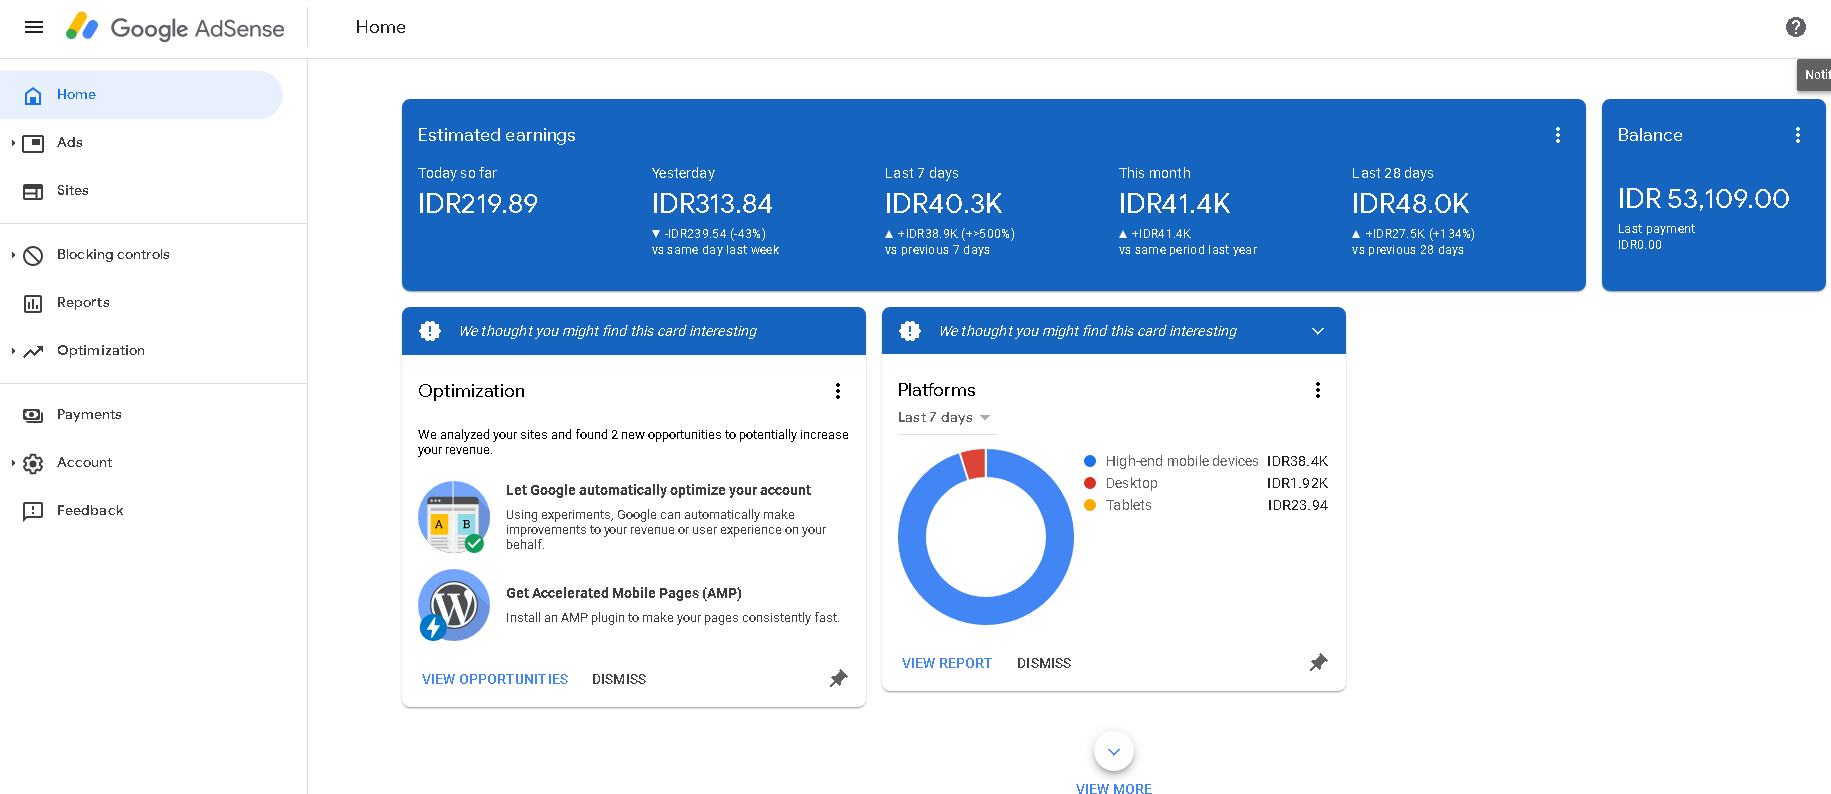 Google AdSense
Home
Notif
Home
Ads
Sites
Blocking controls
Reports
Optimization
Payments
Account
Feedback
Estimated earnings
Today so far
IDR219.89
Yesterday
IDR313.84
▼ -IDR239.54 (-43%)
vs same day last week
Last 7 days
IDR40.3K
▲ +IDR38.9K (+>500%)
vs previous 7 days
This month
IDR41.4K
▲ +IDR41.4K
vs same period last year
Last 28 days
IDR48.0K
▲ +IDR27.5K (+134%)
vs previous 28 days
Balance
IDR 53,109.00
Last payment
IDR0.00
We thought you might find this card interesting
Optimization
We analyzed your sites and found 2 new opportunities to potentially increase
your revenue.
A B
Let Google automatically optimize your account
Using experiments, Google can automatically make
improvements to your revenue or user experience on your
behalf.
Get Accelerated Mobile Pages (AMP)
Install an AMP plugin to make your pages consistently fast.
VIEW OPPORTUNITIES DISMISS
We thought you might find this card interesting
Platforms
Last 7 days
High-end mobile devices IDR38.4K
Desktop IDR1.92K
Tablets IDR23.94
VIEW REPORT DISMISS
VIEW MORE